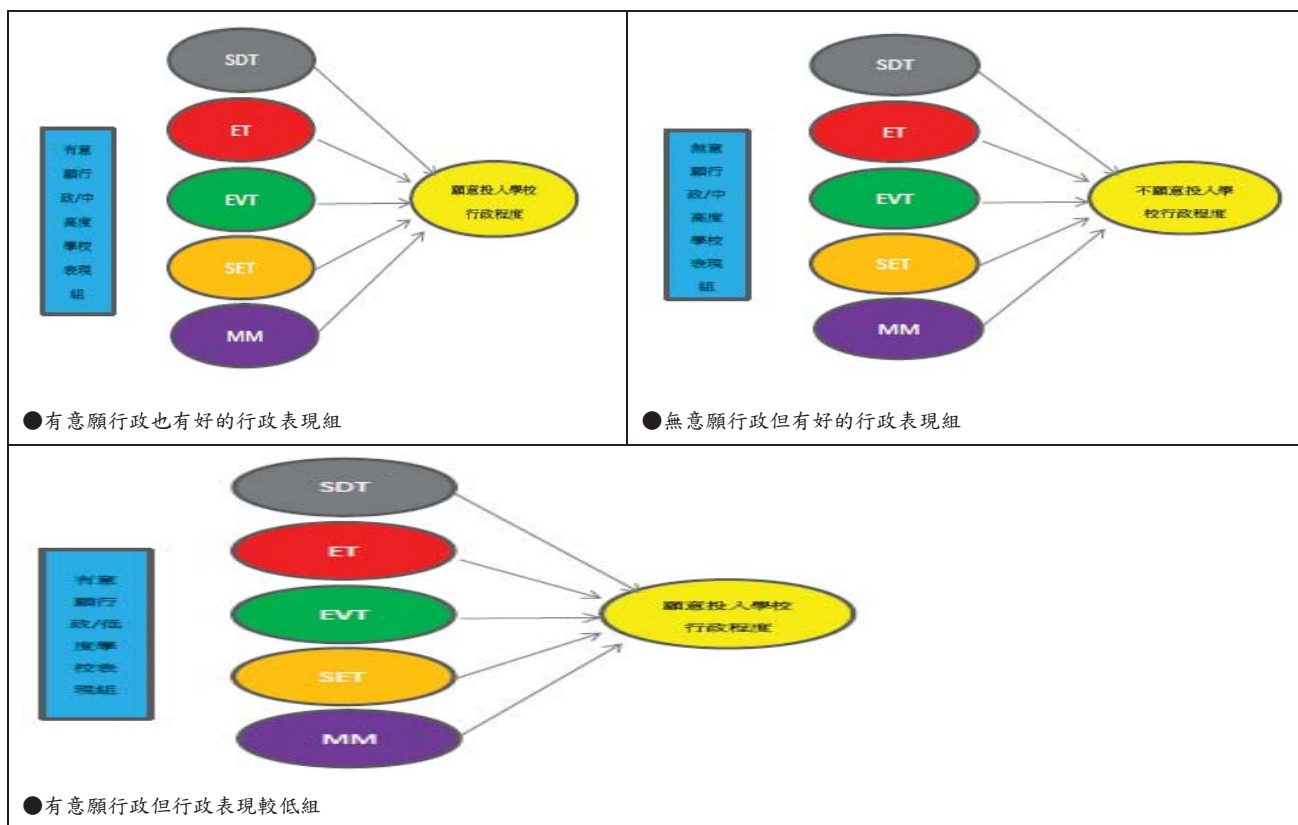 有意
願行
政/中
高度
學校
表現
組
SDT
ET
EVT
SET
MM
願意投入學校
行政程度
●有意願行政也有好的行政表現組
無意
願行
政/中
高度
學校
表現
組
SDT
ET
EVT
SET
MM
不願意投入學
校行政程度
●無意願行政但有好的行政表現組
有意
願行
政/低
度學
校表
現組
SDT
ET
EVT
SET
MM
願意投入學校
行政程度
●有意願行政但行政表現較低組